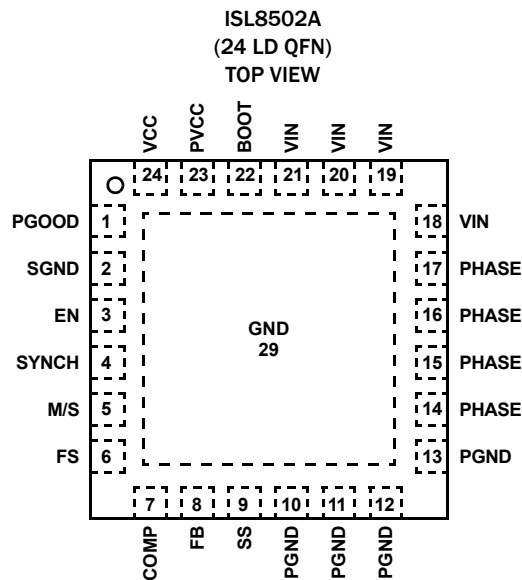 ISL8502A
(24 LD QFN)
TOP VIEW
VCC
PVCC
BOOT
VIN
VIN
VIN
24
23
22
21
20
19
PGOOD 1
SGND 2
EN 3
SYNCH 4
M/S 5
FS 6
GND
29
18 VIN
17 PHASE
16 PHASE
15 PHASE
14 PHASE
13 PGND
7
8
9
10
11
12
COMP
FB
SS
PGND
PGND
PGND